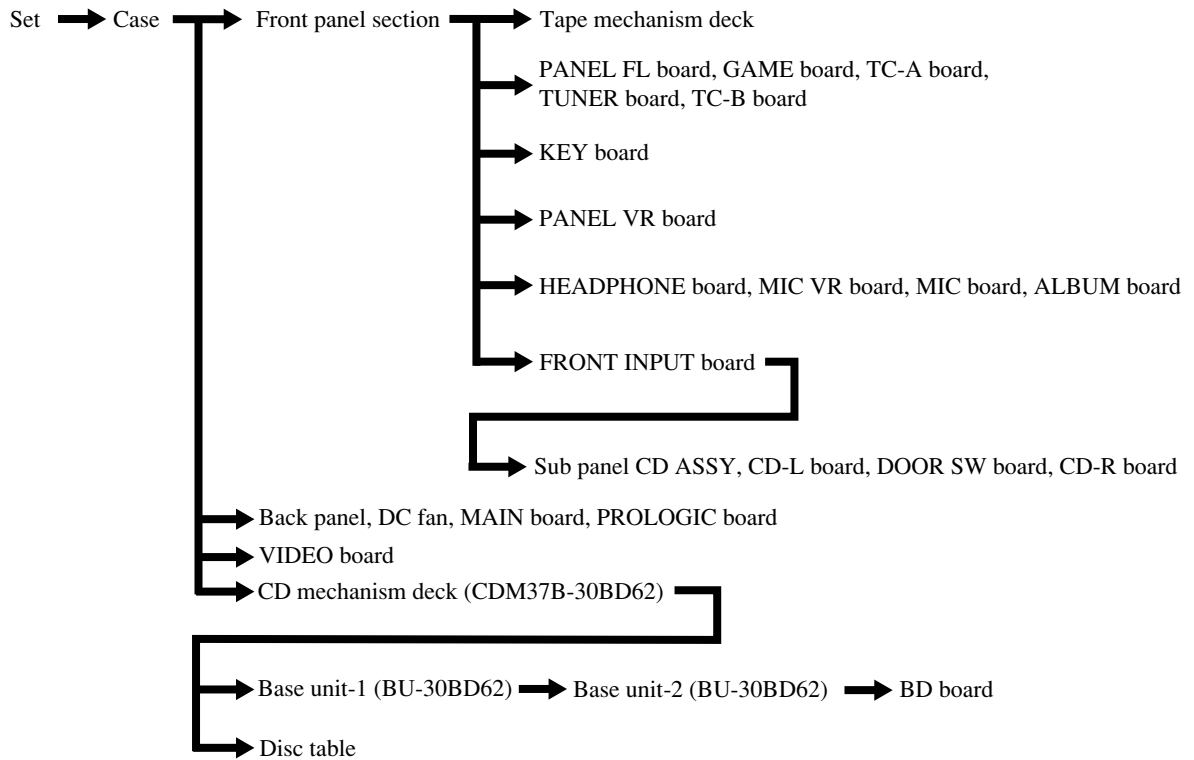 Set
Case
Front panel section
Tape mechanism deck
PANEL FL board, GAME board, TC-A board,
TUNER board, TC-B board
KEY board
PANEL VR board
HEADPHONE board, MIC VR board, MIC board, ALBUM board
FRONT INPUT board
Sub panel CD ASSY, CD-L board, DOOR SW board, CD-R board
Back panel, DC fan, MAIN board, PROLOGIC board
VIDEO board
CD mechanism deck (CDM37B-30BD62)
Base unit-1 (BU-30BD62)
Base unit-2 (BU-30BD62)
BD board
Disc table